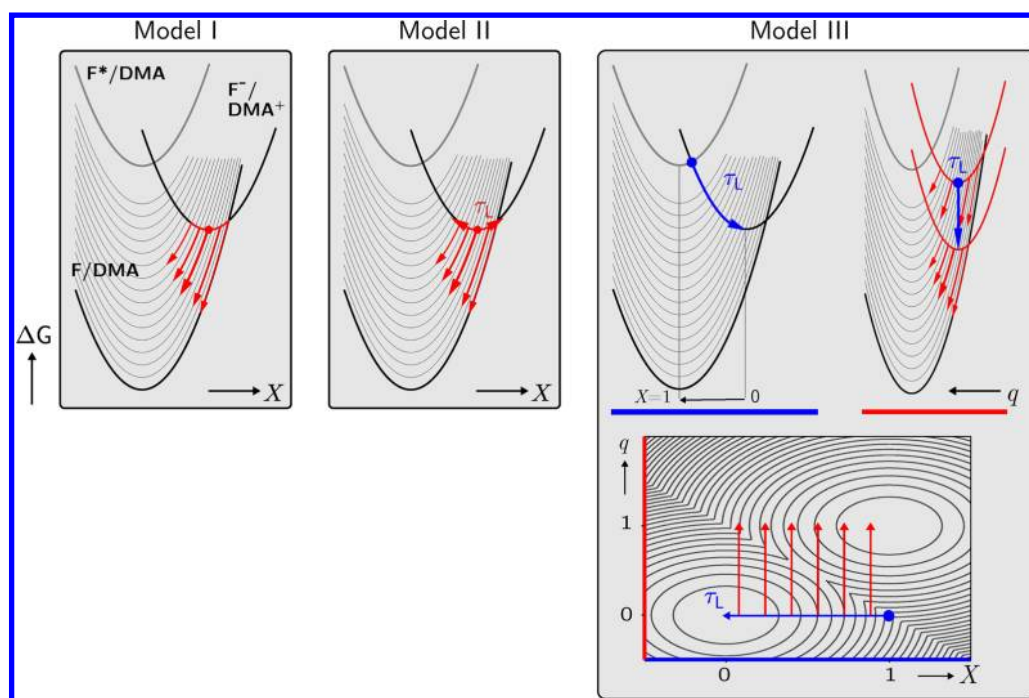 Model I
Model II
Model III
F*/DMA
F⁻/
DMA⁺
F/DMA
ΔG
X
τL
X
τL
X=1
0
τL
q
q
1
0
τL
0
1
X